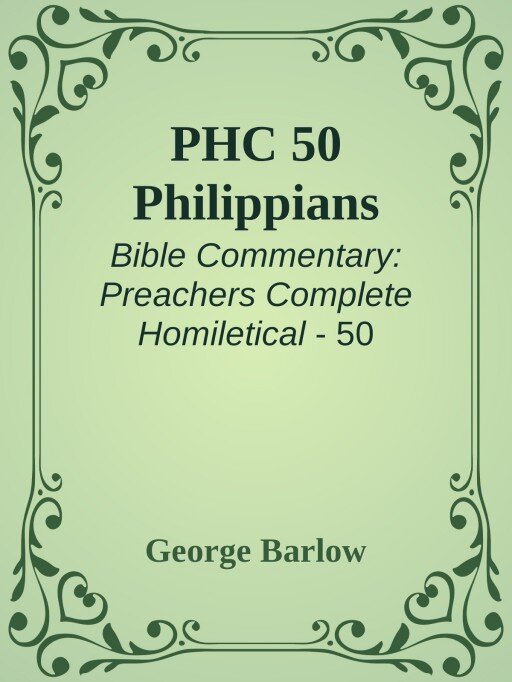 PHC 50
Philippians
Bible Commentary:
Preachers Complete
Homiletical - 50
George Barlow